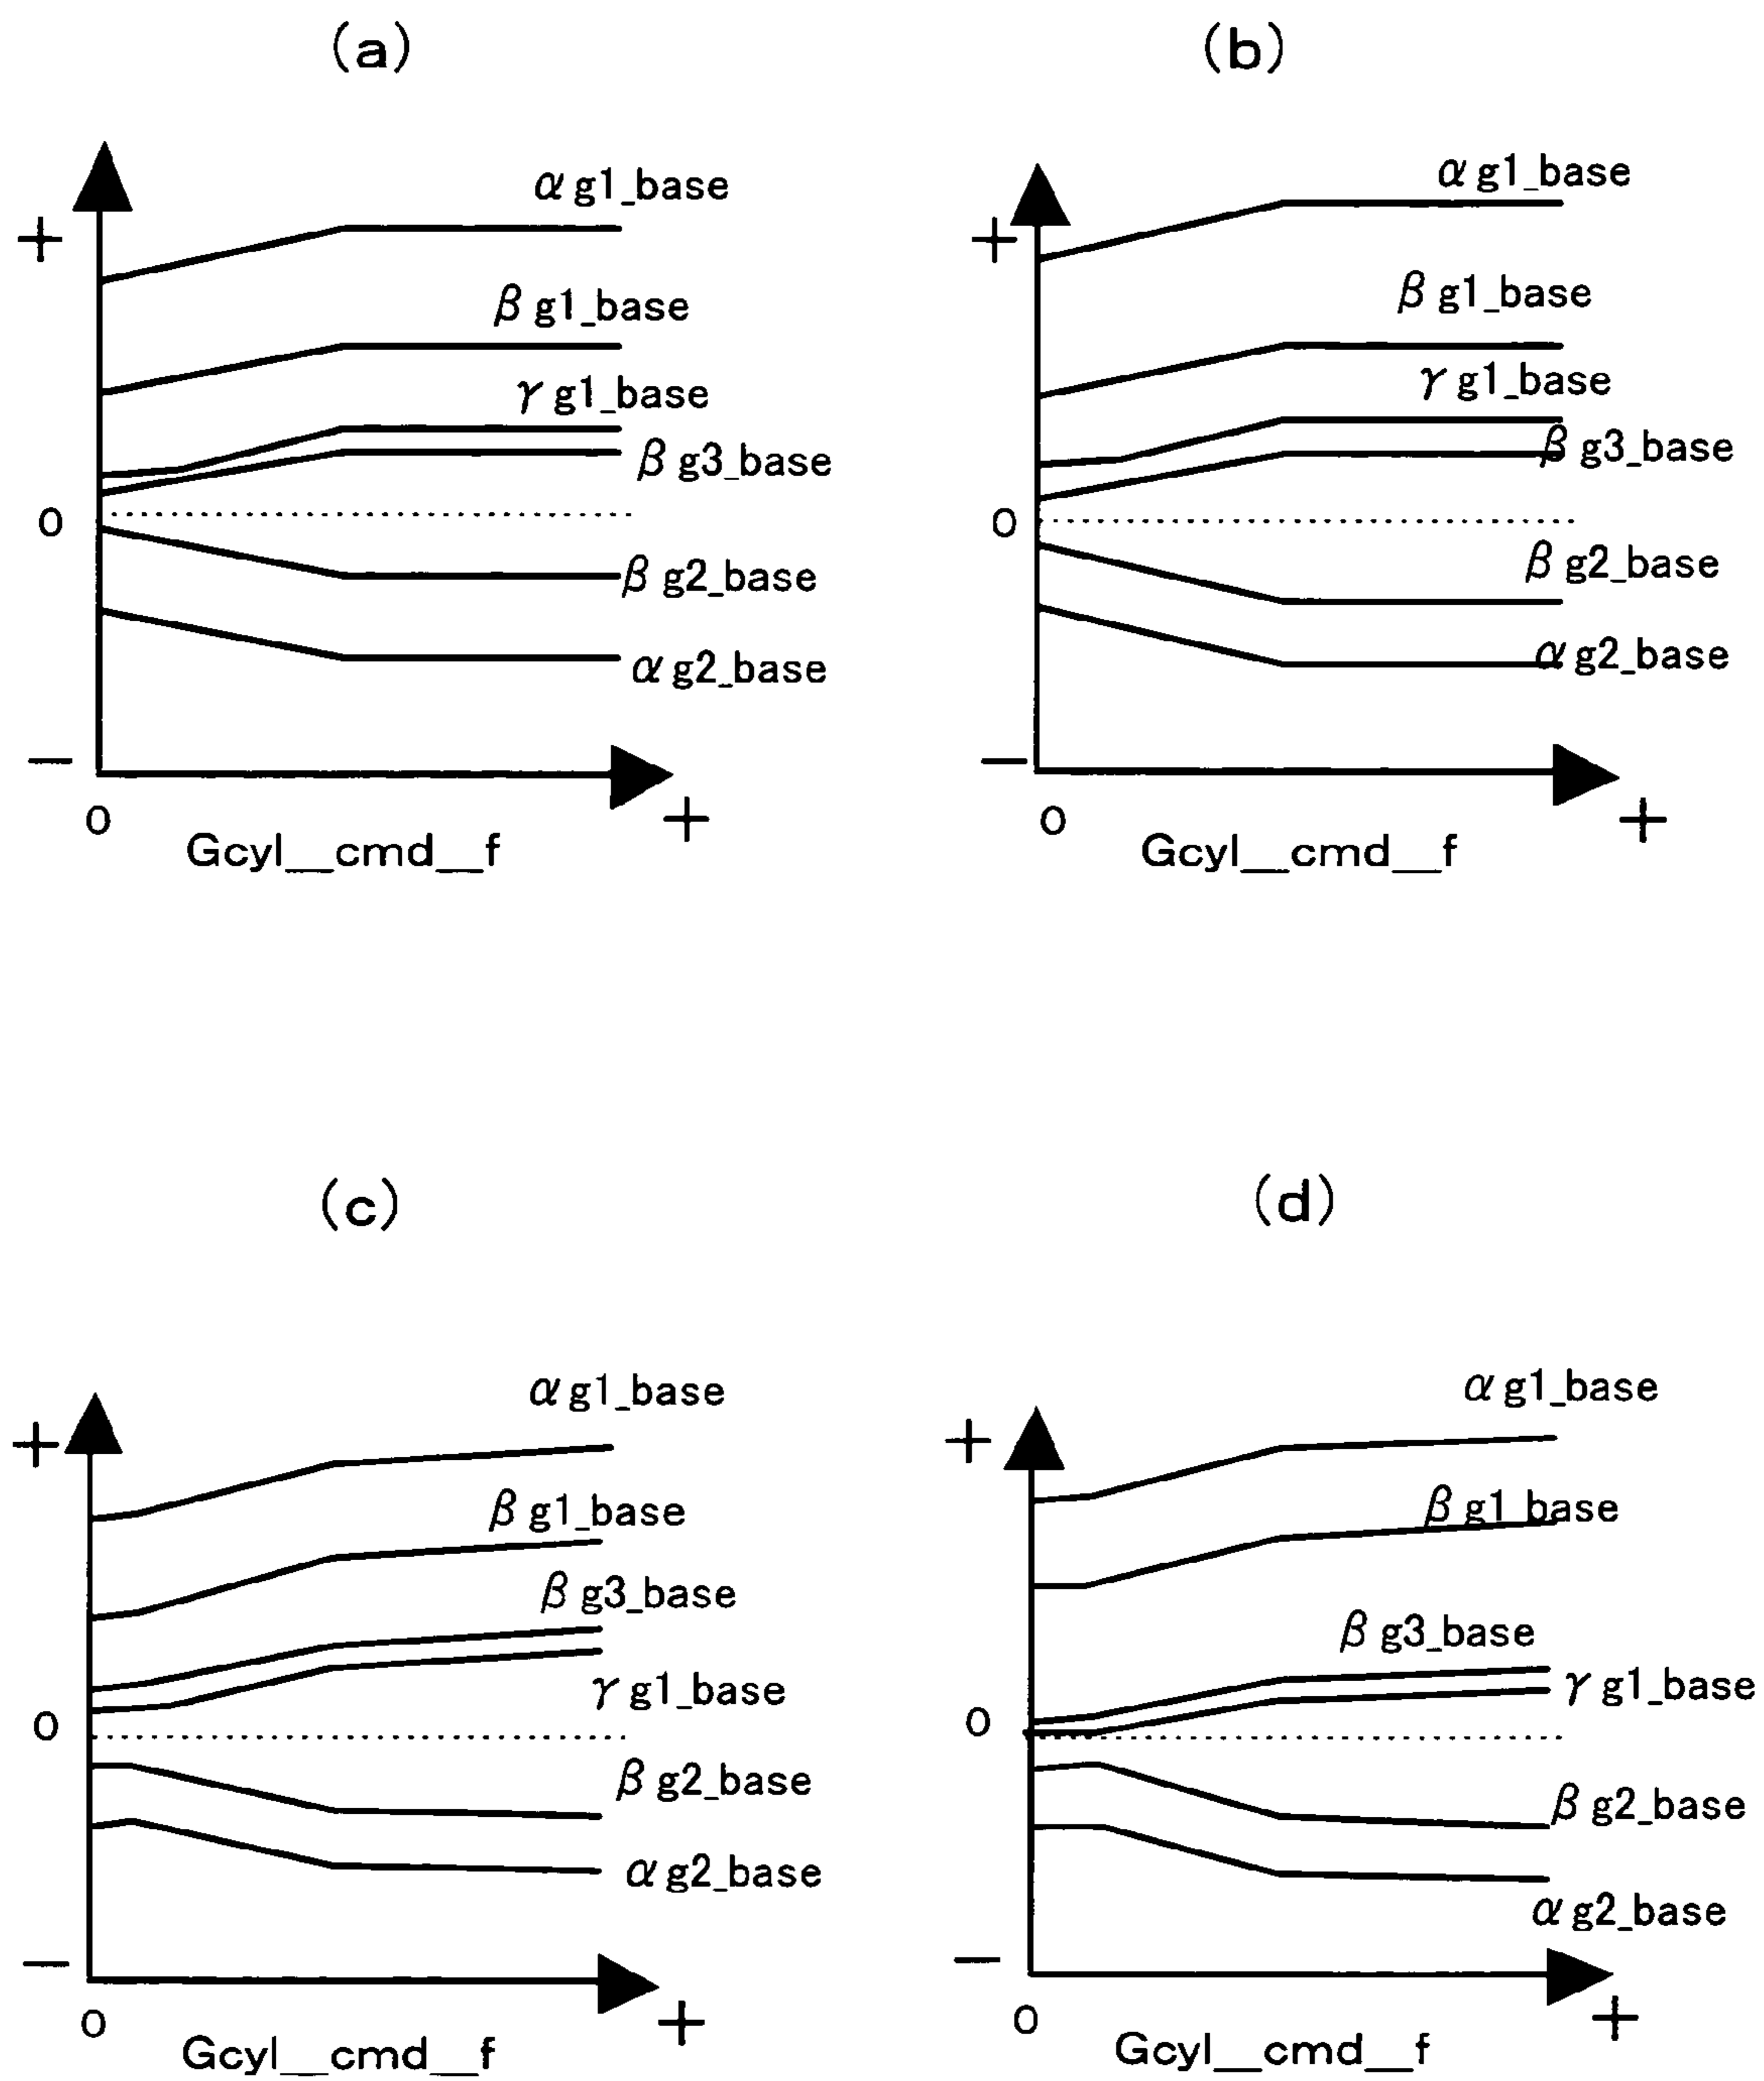 (a)
+
αg1_base
βg1_base
γg1_base
βg3_base
0
βg2_base
αg2_base
−
0
+
Gcyl__cmd__f
(b)
+
αg1_base
βg1_base
γg1_base
βg3_base
0
βg2_base
αg2_base
−
0
+
Gcyl__cmd__f
(c)
αg1_base
+
βg1_base
βg3_base
γg1_base
0
βg2_base
αg2_base
−
0
+
Gcyl__cmd__f
(d)
αg1_base
+
βg1_base
βg3_base
γg1_base
0
βg2_base
αg2_base
−
0
+
Gcyl__cmd__f